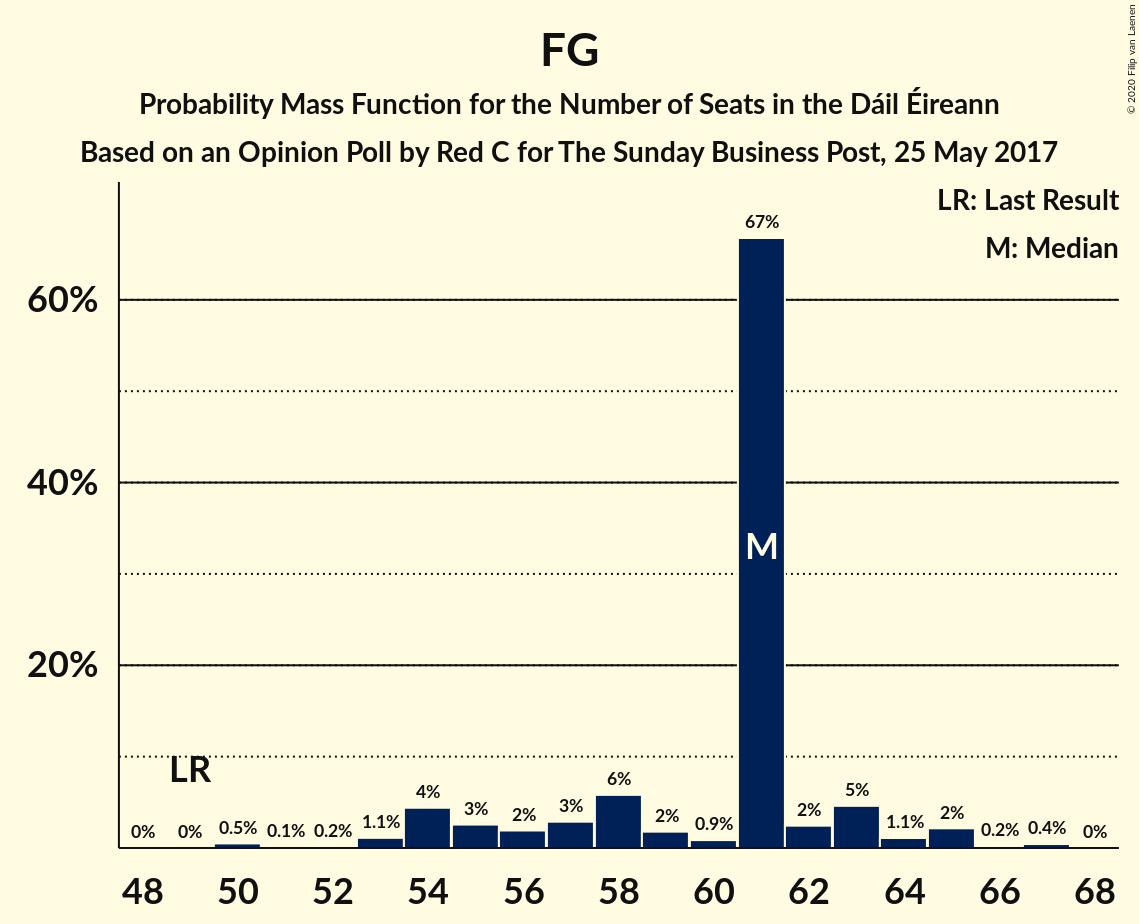 FG
Probability Mass Function for the Number of Seats in the Dáil Éireann
Based on an Opinion Poll by Red C for The Sunday Business Post, 25 May 2017
© 2020 Filip van Laenen
LR: Last Result
M: Median
60%
40%
20%
LR
M
0%
0%
0.5%
0.1%
0.2%
1.1%
4%
3%
2%
3%
6%
2%
0.9%
67%
2%
5%
1.1%
2%
0.2%
0.4%
0%
48 50 52 54 56 58 60 62 64 66 68